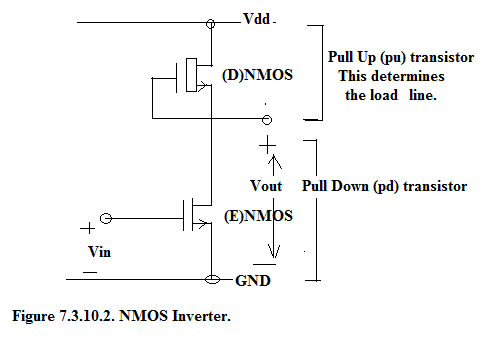 Vdd
Pull Up (pu) transistor
This determines
the load line.
(D)NMOS
+
Vout
Pull Down (pd) transistor
(E)NMOS
+
Vin
–
–
GND
Figure 7.3.10.2. NMOS Inverter.